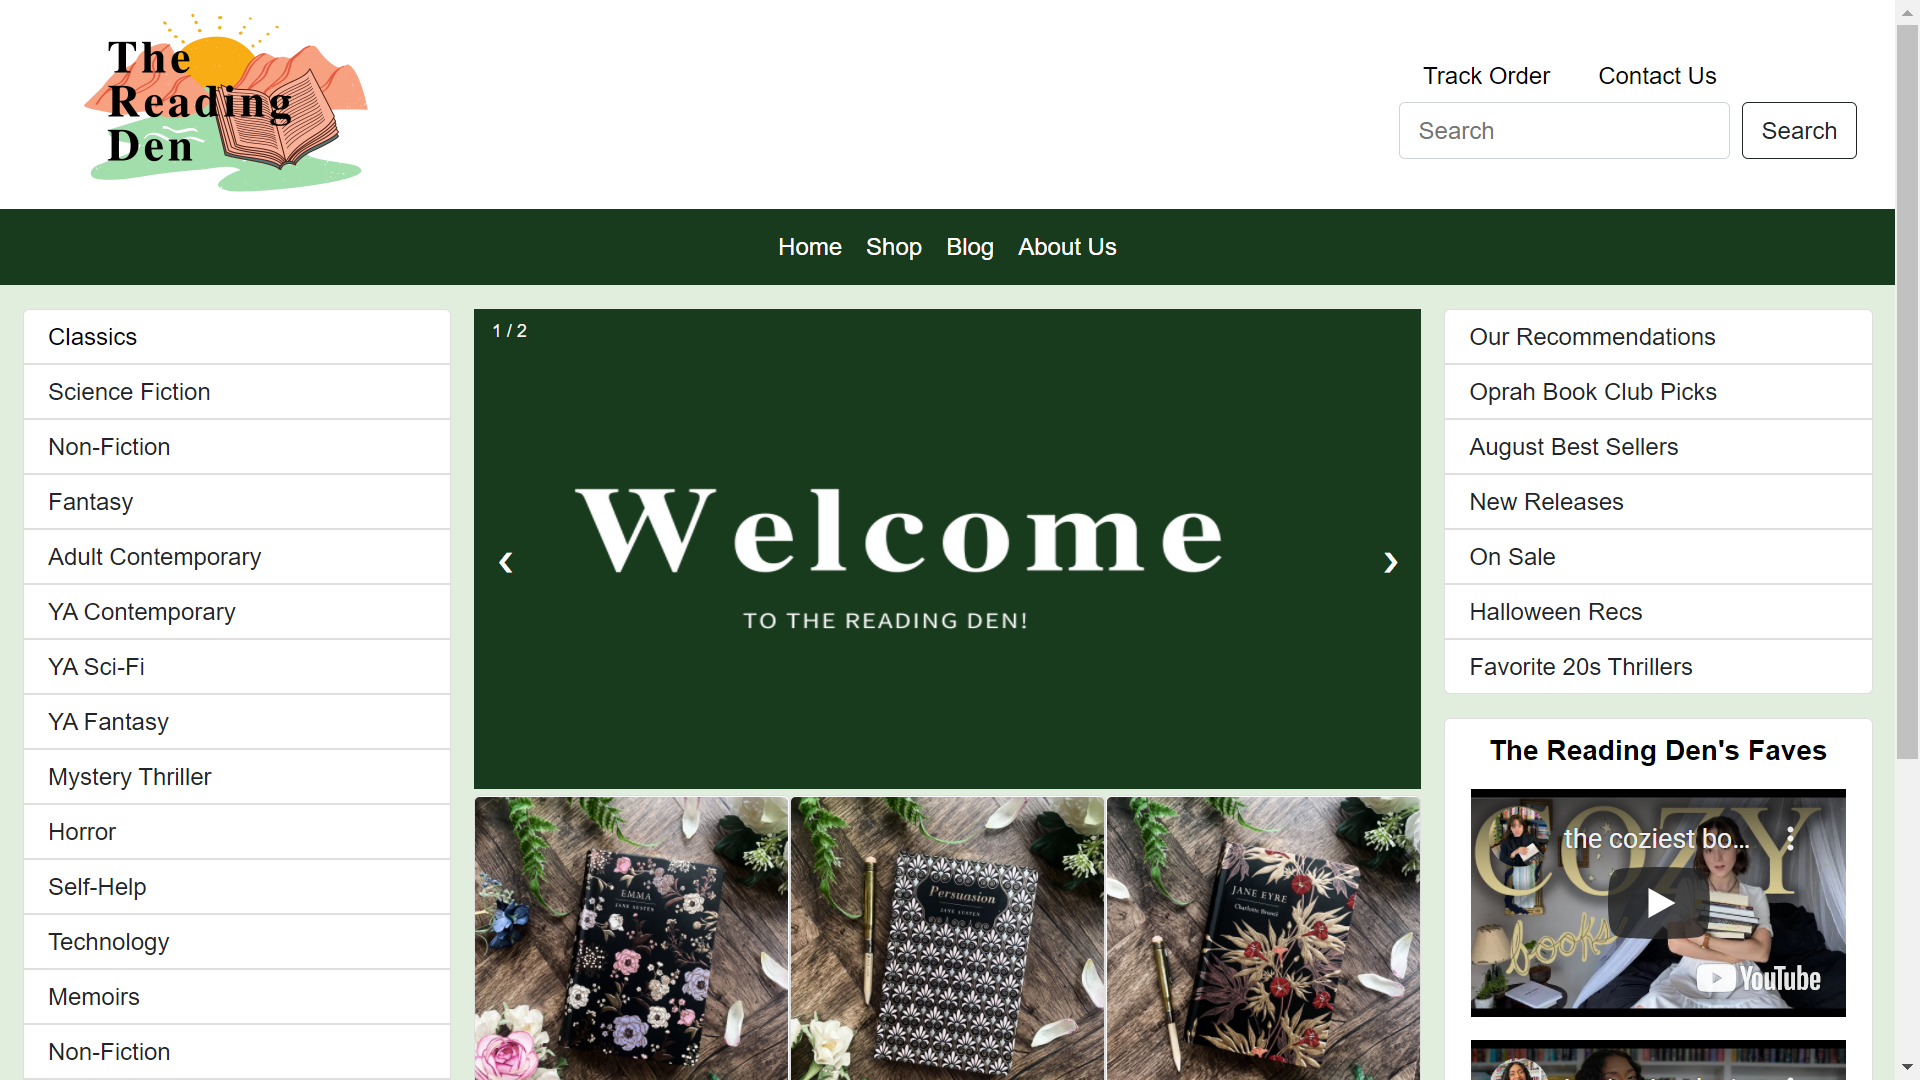 The
Reading
Den
Track Order
Contact Us
Search
Search
Home
Shop
Blog
About Us
Classics
Science Fiction
Non-Fiction
Fantasy
Adult Contemporary
YA Contemporary
YA Sci-Fi
YA Fantasy
Mystery Thriller
Horror
Self-Help
Technology
Memoirs
Non-Fiction
1 / 2
Welcome
TO THE READING DEN!
EMMA
JANE AUSTEN
Persuasion
JANE AUSTEN
JANE EYRE
Charlotte Brontë
Our Recommendations
Oprah Book Club Picks
August Best Sellers
New Releases
On Sale
Halloween Recs
Favorite 20s Thrillers
The Reading Den's Faves
the coziest bo...
COZY
books
YouTube